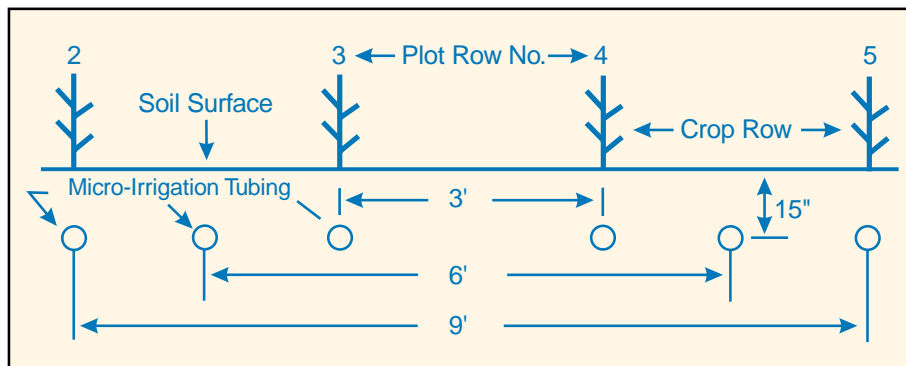 2 3 Plot Row No. 4 5
Soil Surface
Crop Row
Micro-Irrigation Tubing
3'
15"
6'
9'